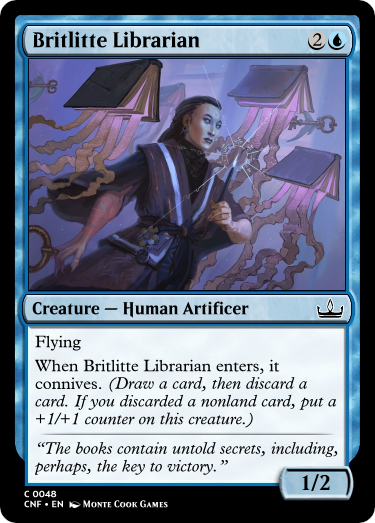 Britlitte Librarian 2
Creature — Human Artificer
Flying
When Britlitte Librarian enters, it
connives. (Draw a card, then discard a
card. If you discarded a nonland card, put a
+1/+1 counter on this creature.)
“The books contain untold secrets, including,
perhaps, the key to victory.”
1/2
C 0048
CNF • EN Monte Cook Games